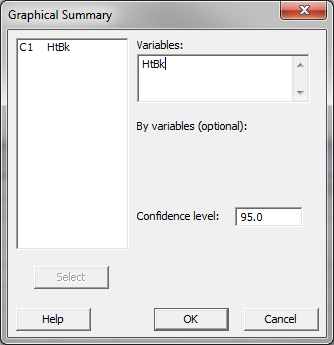 Graphical Summary
C1 HtBk
Variables:
HtBk
By variables (optional):
Confidence level: 95.0
Select
Help OK Cancel